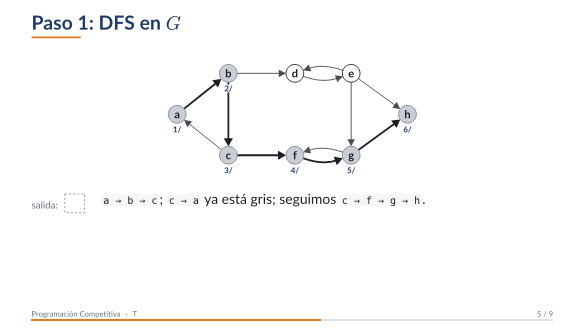 Paso 1: DFS en G
b
d
e
2/
a
h
1/
6/
c
f
g
3/
4/
5/
salida:
a → b → c; c → a ya está gris; seguimos c → f → g → h.
Programación Competitiva · T
5 / 9